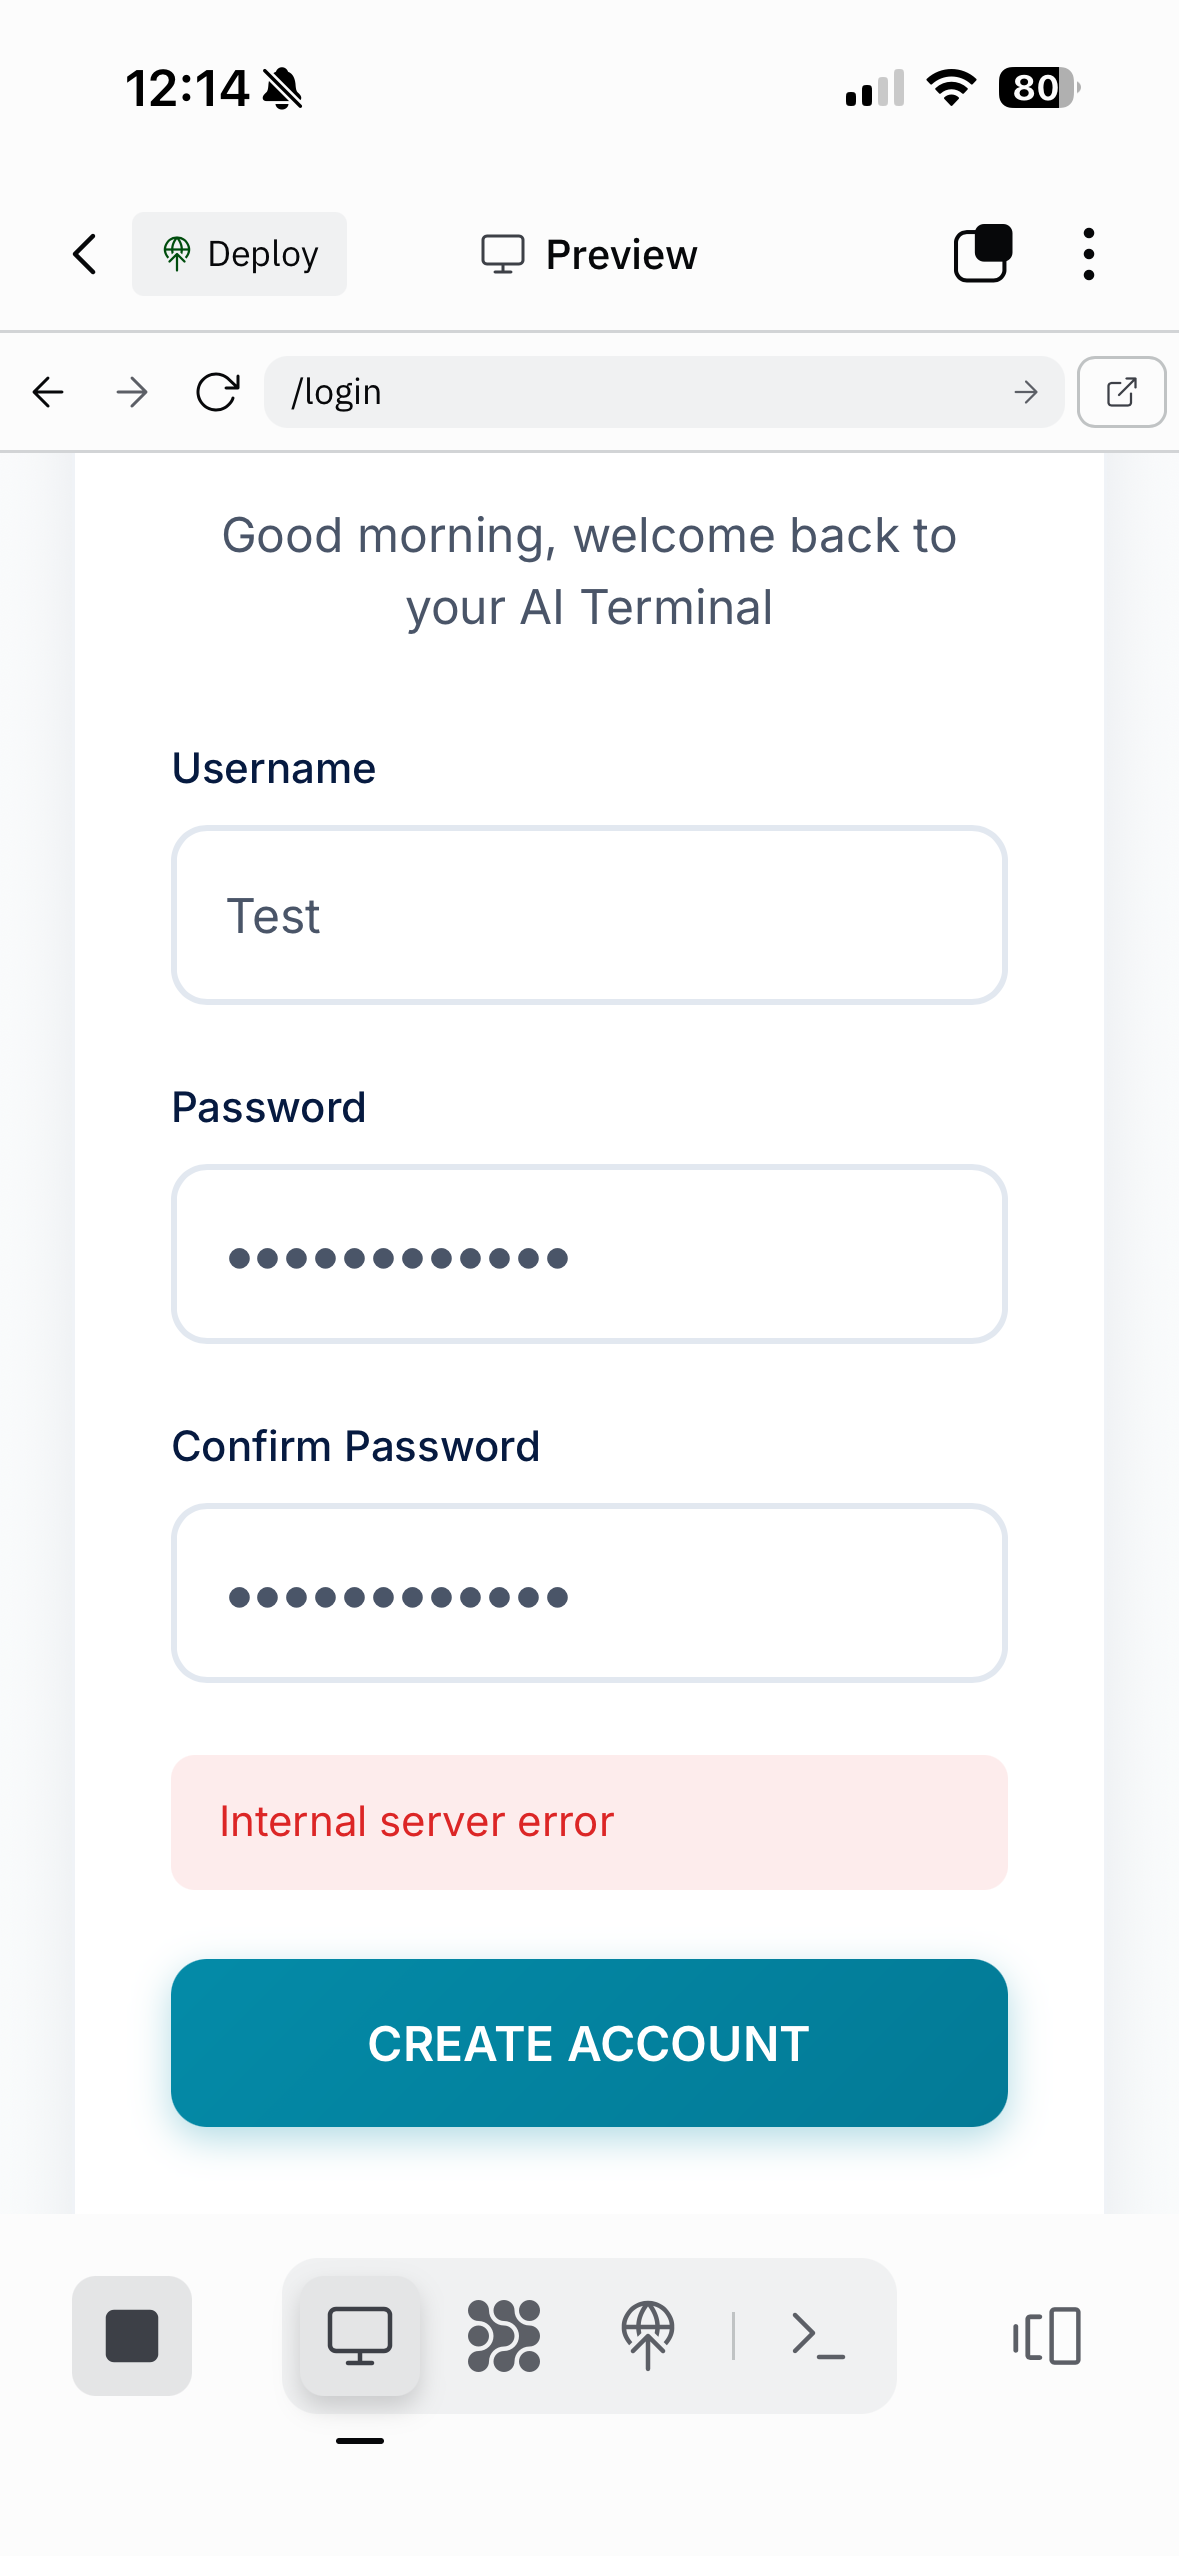 12:14
80
Deploy
Preview
/login
Good morning, welcome back to
your AI Terminal
Username
Test
Password
Confirm Password
Internal server error
CREATE ACCOUNT